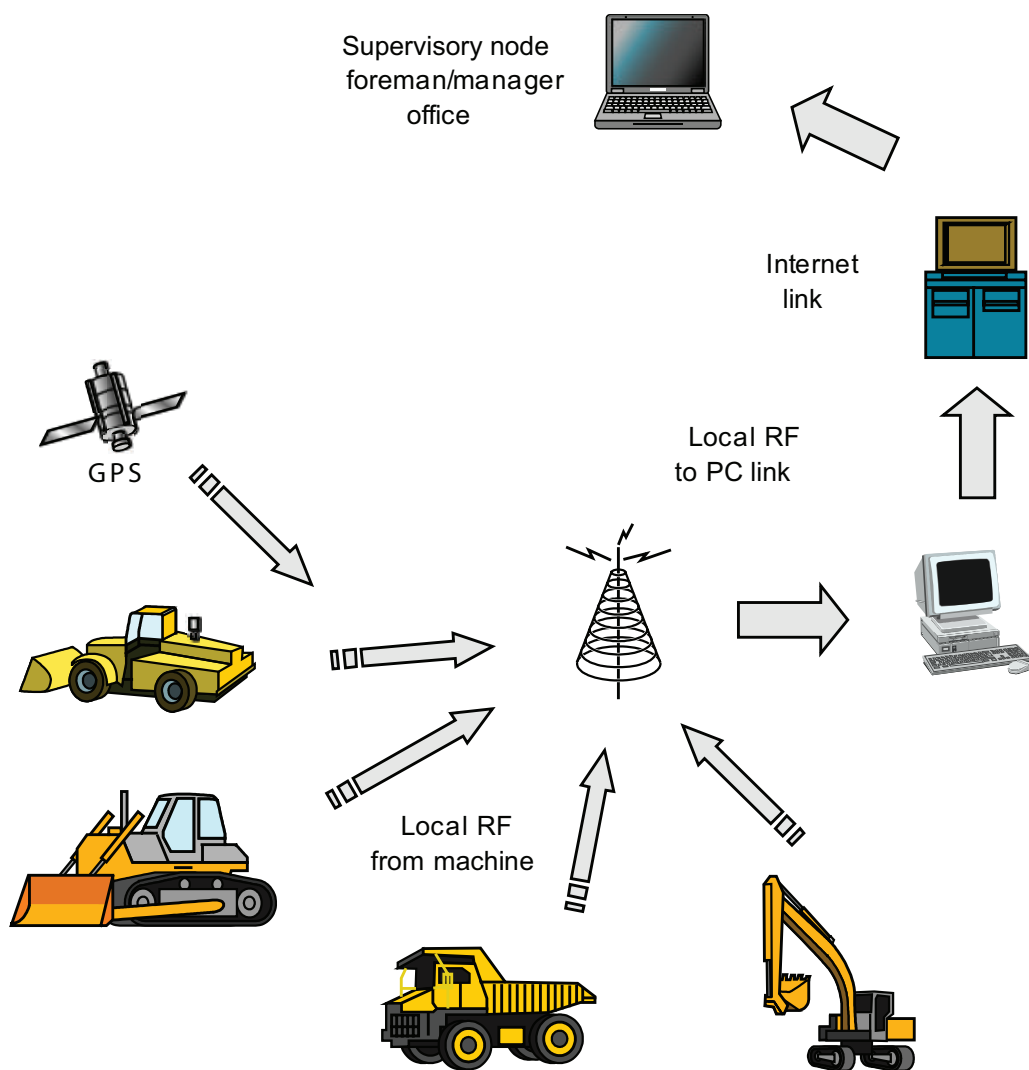 Supervisory node
foreman/manager
office
Internet
link
GPS
Local RF
to PC link
Local RF
from machine